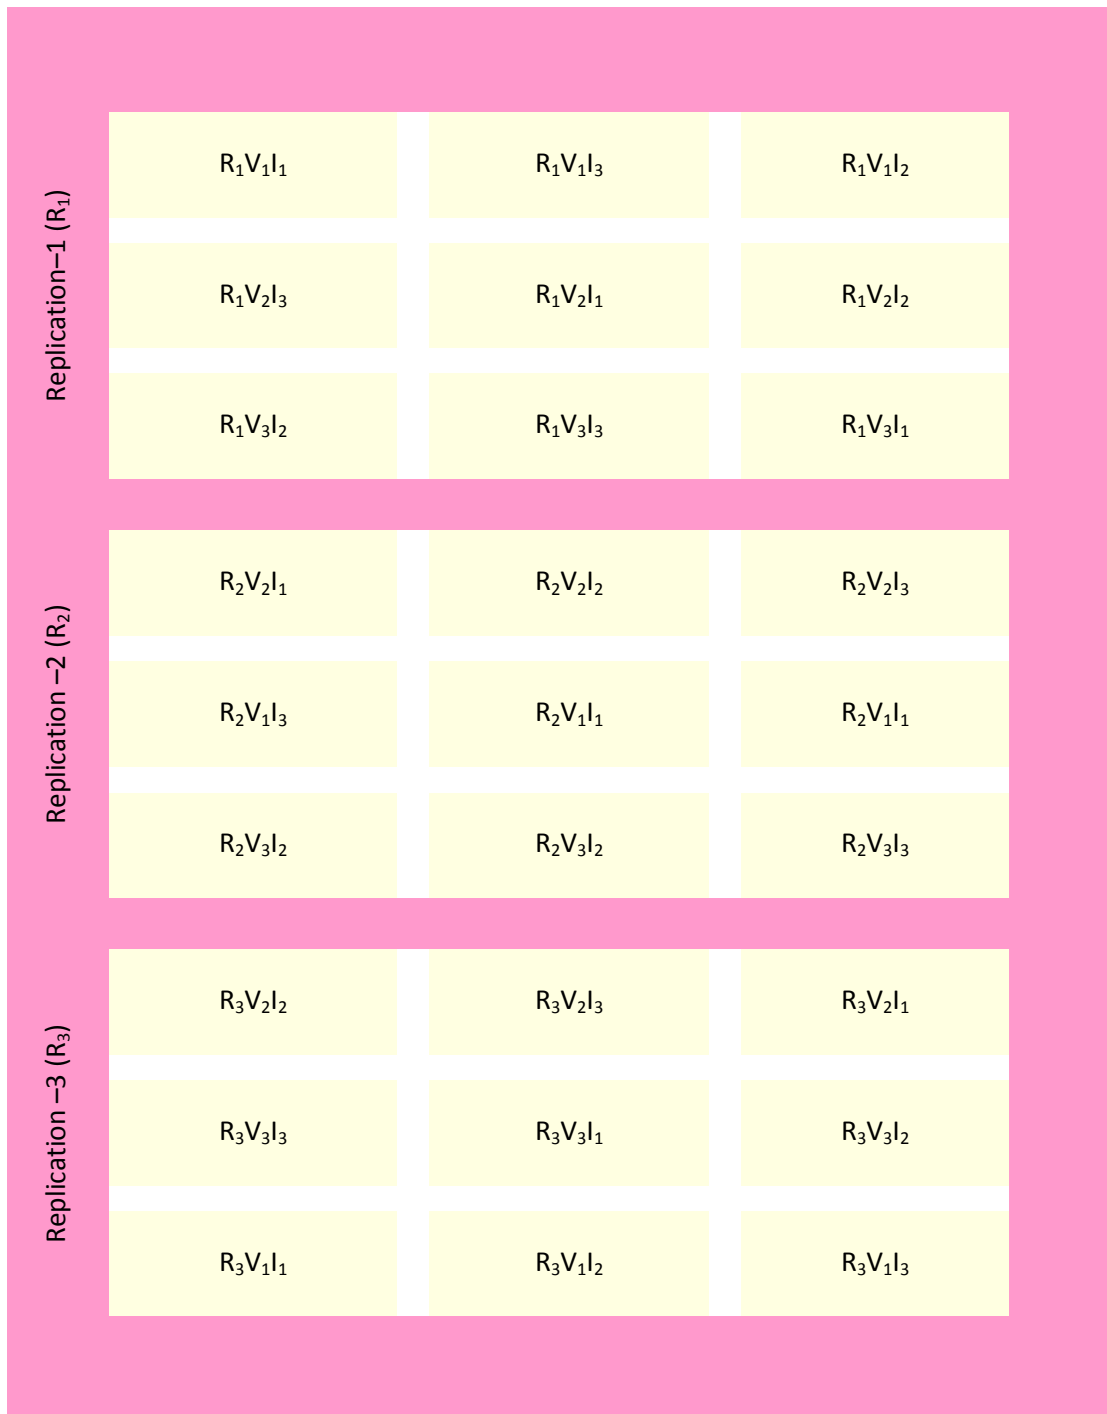 Replication–1 (R₁)
R₁V₁I₁ R₁V₁I₃ R₁V₁I₂
R₁V₂I₃ R₁V₂I₁ R₁V₂I₂
R₁V₃I₂ R₁V₃I₃ R₁V₃I₁
Replication –2 (R₂)
R₂V₂I₁ R₂V₂I₂ R₂V₂I₃
R₂V₁I₃ R₂V₁I₁ R₂V₁I₁
R₂V₃I₂ R₂V₃I₂ R₂V₃I₃
Replication –3 (R₃)
R₃V₂I₂ R₃V₂I₃ R₃V₂I₁
R₃V₃I₃ R₃V₃I₁ R₃V₃I₂
R₃V₁I₁ R₃V₁I₂ R₃V₁I₃